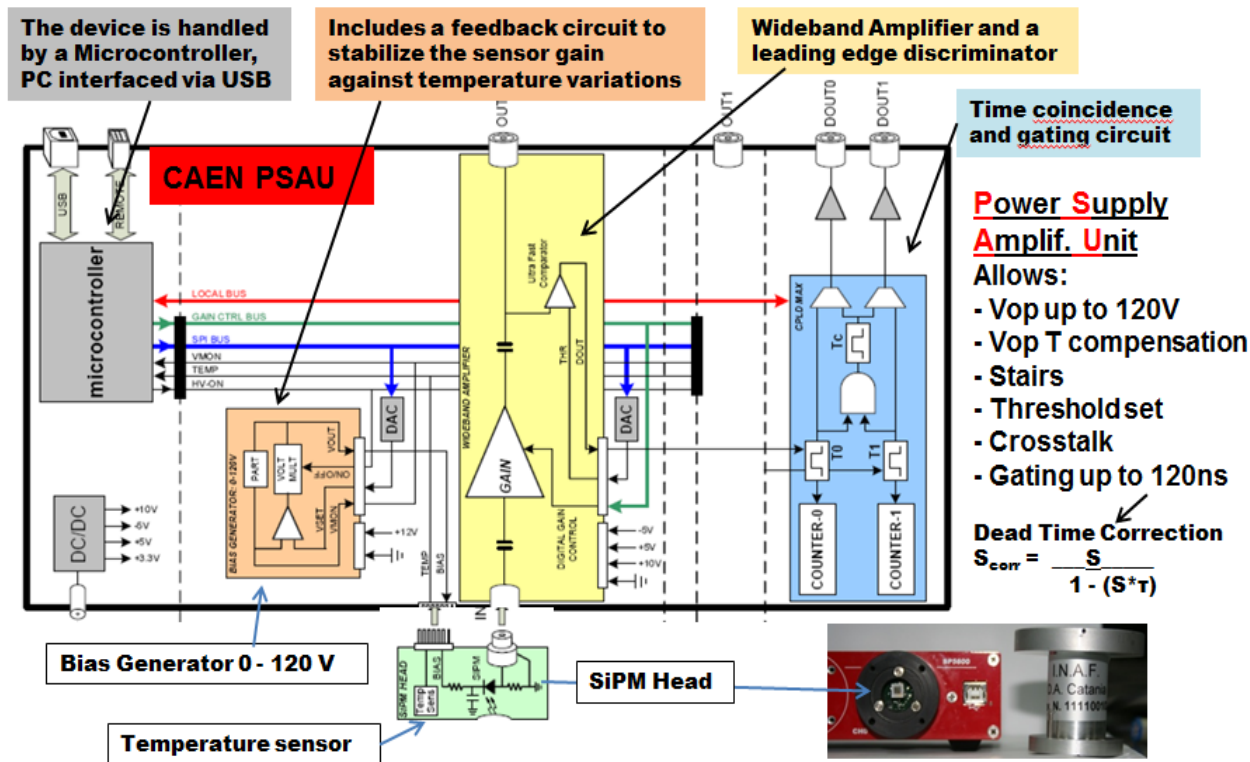 The device is handled
by a Microcontroller,
PC interfaced via USB
Includes a feedback circuit to
stabilize the sensor gain
against temperature variations
Wideband Amplifier and a
leading edge discriminator
Time coincidence
and gating circuit
OUT1
DOUT0
DOUT1
CAEN PSAU
USB
REMOTE
microcontroller
LOCAL BUS
GAIN CTRL BUS
SPI BUS
VMON
TEMP
HV-ON
DC/DC
+10V
-6V
+5V
+3.3V
BIAS GENERATOR: 0-120V
PART
VOLT
MULT
VOUT
ON/OFF
VSET
VMON
DAC
+12V
TEMP
BIAS
WIDEBAND AMPLIFIER
Ultra Fast
Comparator
THR
DOUT
GAIN
DIGITAL GAIN
CONTROL
DAC
-5V
+5V
+10V
IN
CPLD MAX
Tc
T0
T1
COUNTER-0
COUNTER-1
Power Supply
Amplif. Unit
Allows:
- Vop up to 120V
- Vop T compensation
- Stairs
- Threshold set
- Crosstalk
- Gating up to 120ns
Dead Time Correction
Scorr = ___S_____
1 - (S*τ)
Bias Generator 0 - 120 V
SIPM HEAD
Temp
Sens
BIAS
SIPM
SiPM Head
Temperature sensor
SP5600
I.N.A.F.
O.A. Catania